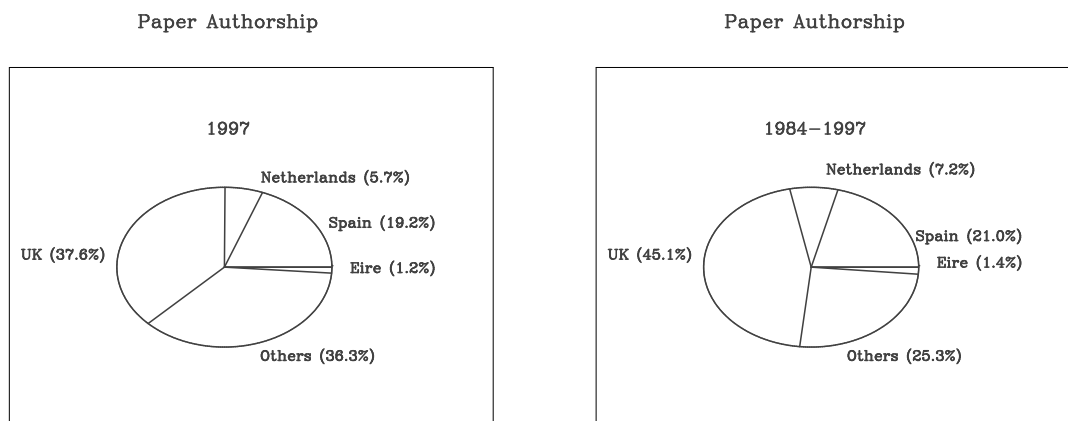 Paper Authorship
1997
Netherlands (5.7%)
Spain (19.2%)
UK (37.6%)
Eire (1.2%)
Others (36.3%)
Paper Authorship
1984−1997
Netherlands (7.2%)
Spain (21.0%)
UK (45.1%)
Eire (1.4%)
Others (25.3%)